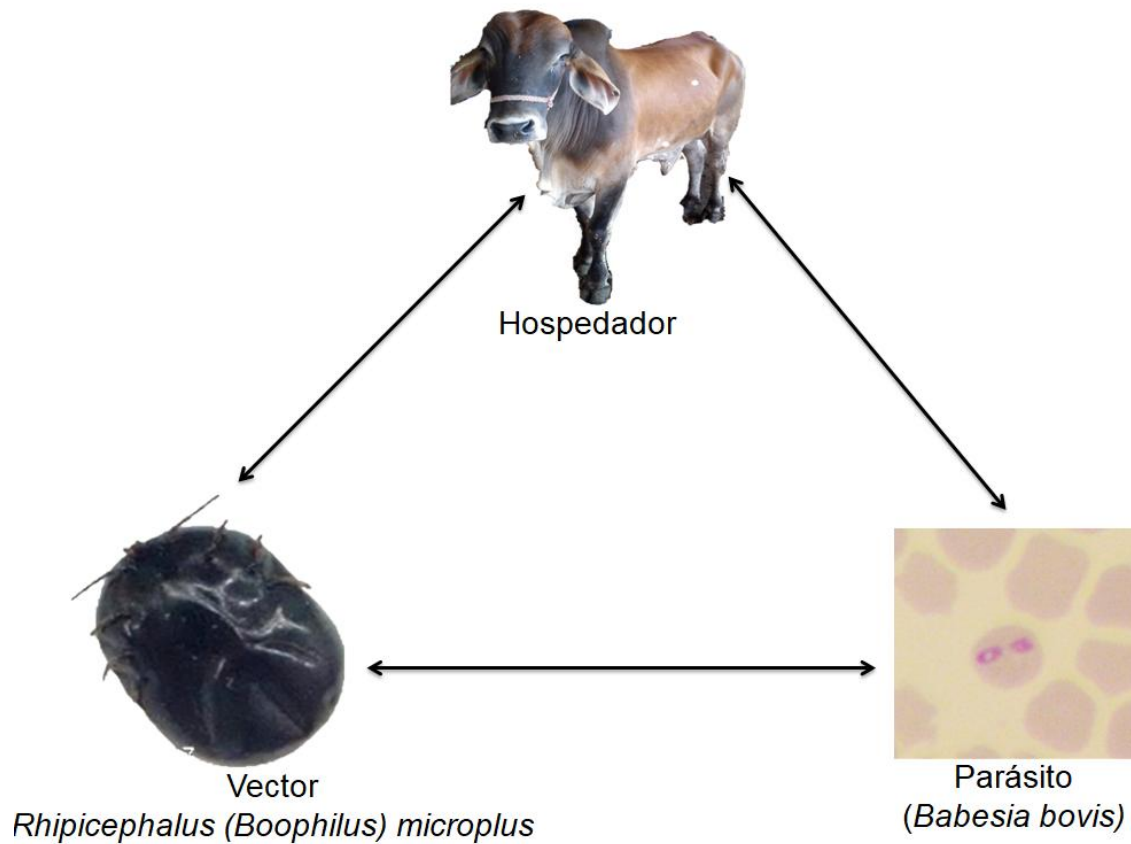 Hospedador
Vector
Rhipicephalus (Boophilus) microplus
Parásito
(Babesia bovis)